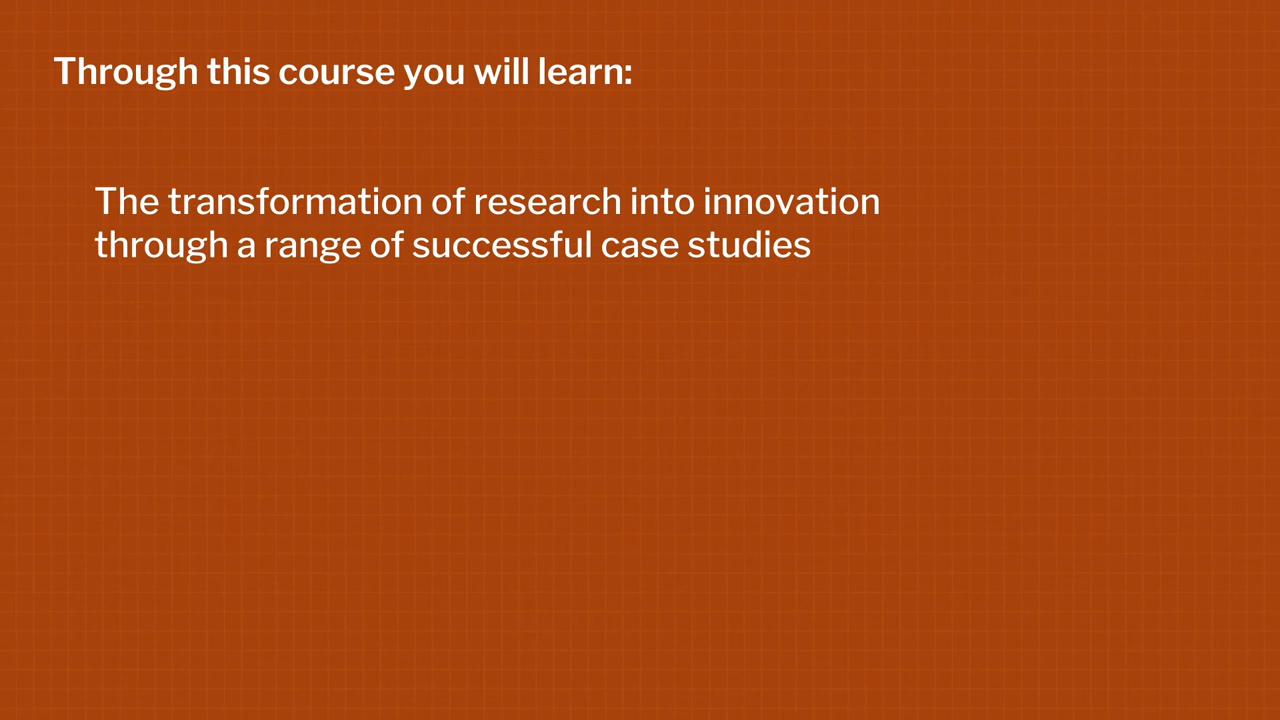 Through this course you will learn:
The transformation of research into innovation
through a range of successful case studies